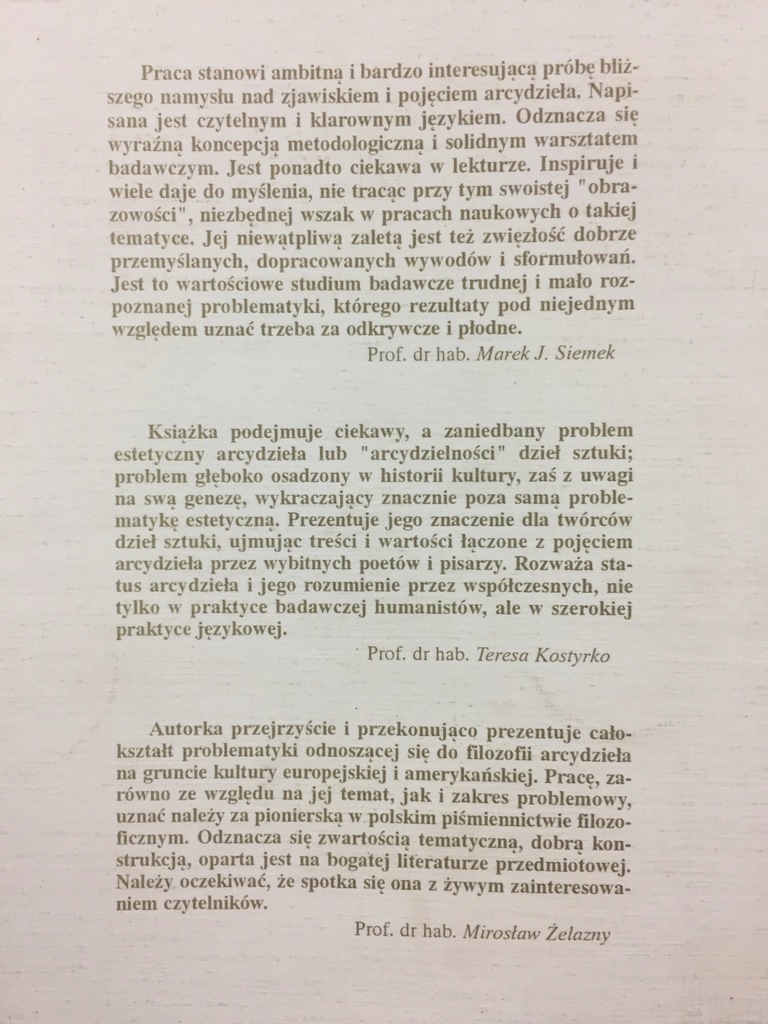 Praca stanowi ambitną i bardzo interesującą próbę bliż-
szego namysłu nad zjawiskiem i pojęciem arcydzieła. Napi-
sana jest czytelnym i klarownym językiem. Odznacza się
wyraźną koncepcją metodologiczną i solidnym warsztatem
badawczym. Jest ponadto ciekawa w lekturze. Inspiruje i
wiele daje do myślenia, nie tracąc przy tym swoistej "obra-
zowości", niezbędnej wszak w pracach naukowych o takiej
tematyce. Jej niewątpliwą zaletą jest też zwięzłość dobrze
przemyślanych, dopracowanych wywodów i sformułowań.
Jest to wartościowe studium badawcze trudnej i mało roz-
poznanej problematyki, którego rezultaty pod niejednym
względem uznać trzeba za odkrywcze i płodne.
Prof. dr hab. Marek J. Siemek
Książka podejmuje ciekawy, a zaniedbany problem
estetyczny arcydzieła lub "arcydzielności" dzieł sztuki;
problem głęboko osadzony w historii kultury, zaś z uwagi
na swą genezę, wykraczający znacznie poza samą proble-
matykę estetyczną. Prezentuje jego znaczenie dla twórców
dzieł sztuki, ujmując treści i wartości łączone z pojęciem
arcydzieła przez wybitnych poetów i pisarzy. Rozważa sta-
tus arcydzieła i jego rozumienie przez współczesnych, nie
tylko w praktyce badawczej humanistów, ale w szerokiej
praktyce językowej.
Prof. dr hab. Teresa Kostyrko
Autorka przejrzyście i przekonująco prezentuje cało-
kształt problematyki odnoszącej się do filozofii arcydzieła
na gruncie kultury europejskiej i amerykańskiej. Pracę, za-
równo ze względu na jej temat, jak i zakres problemowy,
uznać należy za pionierską w polskim piśmiennictwie filozo-
ficznym. Odznacza się zwartością tematyczną, dobrą kon-
strukcją, oparta jest na bogatej literaturze przedmiotowej.
Należy oczekiwać, że spotka się ona z żywym zainteresowa-
niem czytelników.
Prof. dr hab. Mirosław Żelazny